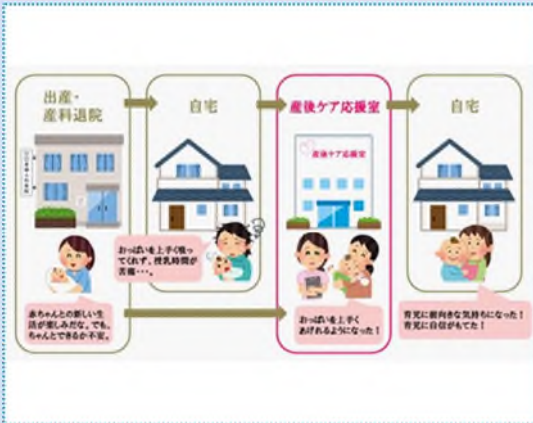 出産・
産科退院
自宅
産後ケア応援室
自宅
産後ケア応援室
おっぱいを上手く吸っ
てくれず、授乳時間が
苦痛・・・。
赤ちゃんとの新しい生
活が楽しみだな。でも、
ちゃんとできるか不安。
おっぱいを上手く
あげれるようになった！
育児に前向きな気持ちになった！
育児に自信がもてた！